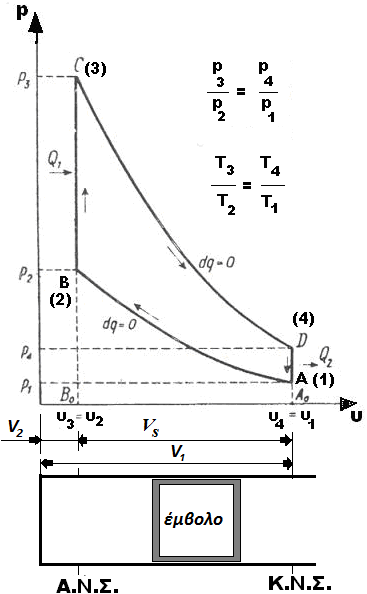 p
C (3)
p₃
p₃/p₂ = p₄/p₁
T₃/T₂ = T₄/T₁
Q₁
dq=0
p₂
B
(2)
dq=0
(4)
D
p₄
Q₂
A (1)
p₁
B₀
A₀
υ₃=υ₂
υ₄=υ₁
υ
V₂
Vs
V₁
έμβολο
Α.Ν.Σ.
Κ.Ν.Σ.